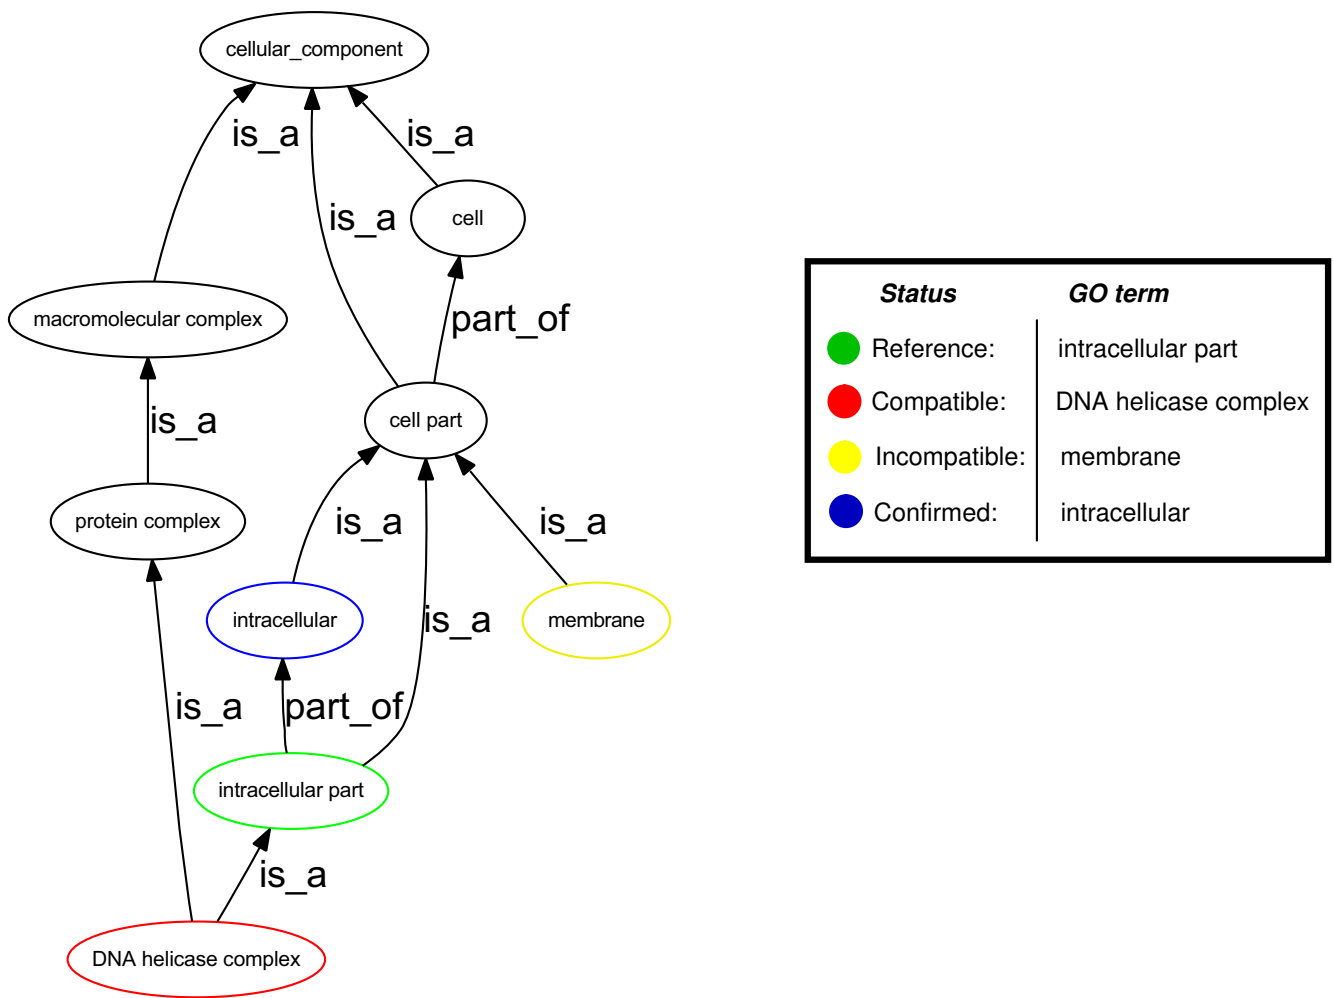 cellular_component
is_a
is_a
is_a
cell
part_of
macromolecular complex
is_a
cell part
protein complex
is_a
is_a
intracellular
is_a
membrane
is_a
part_of
intracellular part
is_a
DNA helicase complex
Status GO term
Reference: intracellular part
Compatible: DNA helicase complex
Incompatible: membrane
Confirmed: intracellular